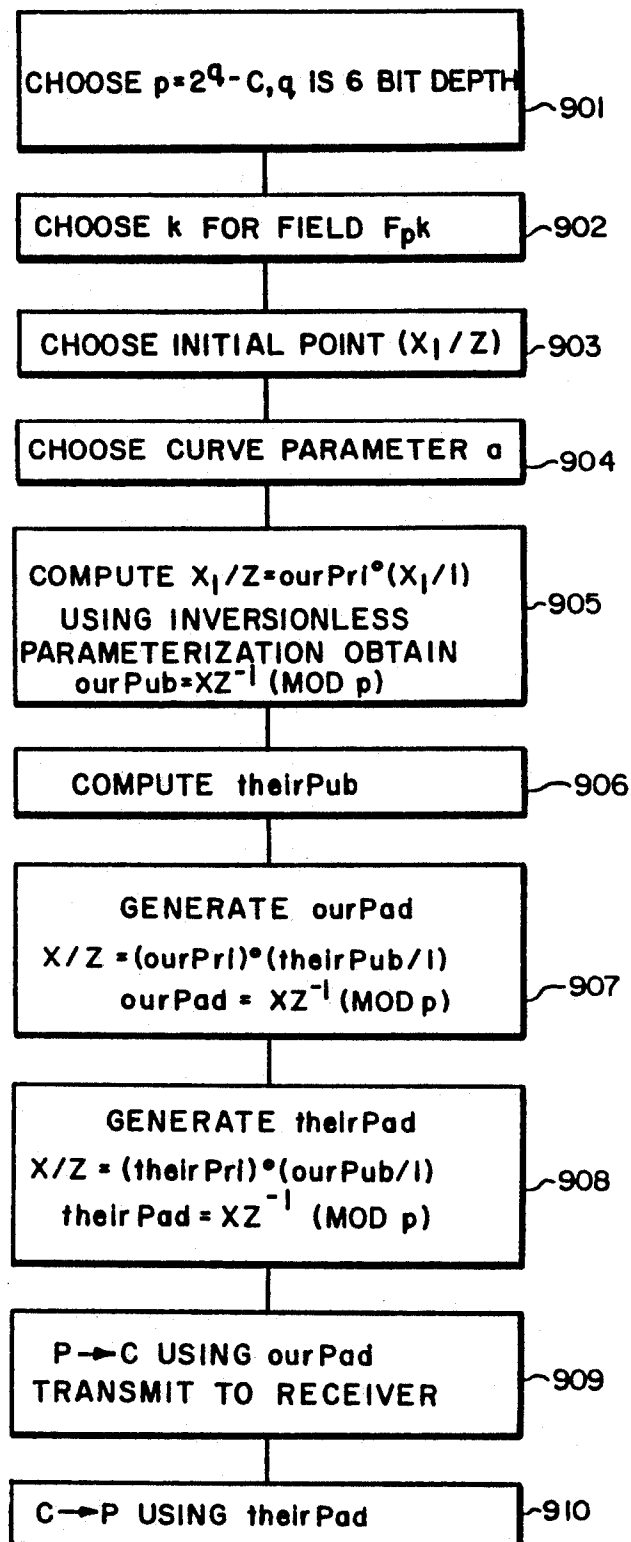 CHOOSE p=2^q-C, q IS 6 BIT DEPTH
901
CHOOSE k FOR FIELD F_pk
902
CHOOSE INITIAL POINT (X₁/Z)
903
CHOOSE CURVE PARAMETER a
904
COMPUTE X₁/Z=ourPri°(X₁/1)
USING INVERSIONLESS
PARAMETERIZATION OBTAIN
ourPub=XZ⁻¹(MOD p)
905
COMPUTE theirPub
906
GENERATE ourPad
X/Z=(ourPri)°(theirPub/1)
ourPad = XZ⁻¹(MOD p)
907
GENERATE theirPad
X/Z=(theirPri)°(ourPub/1)
theirPad=XZ⁻¹ (MOD p)
908
P→C USING ourPad
TRANSMIT TO RECEIVER
909
C→P USING theirPad
910